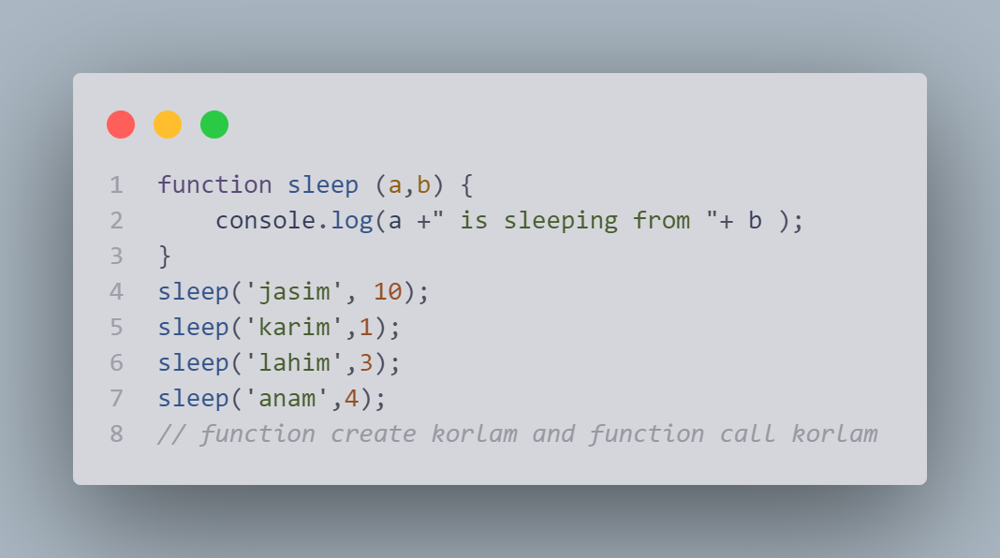 1 function sleep (a,b) {
2     console.log(a +" is sleeping from "+ b );
3 }
4 sleep('jasim', 10);
5 sleep('karim',1);
6 sleep('lahim',3);
7 sleep('anam',4);
8 // function create korlam and function call korlam